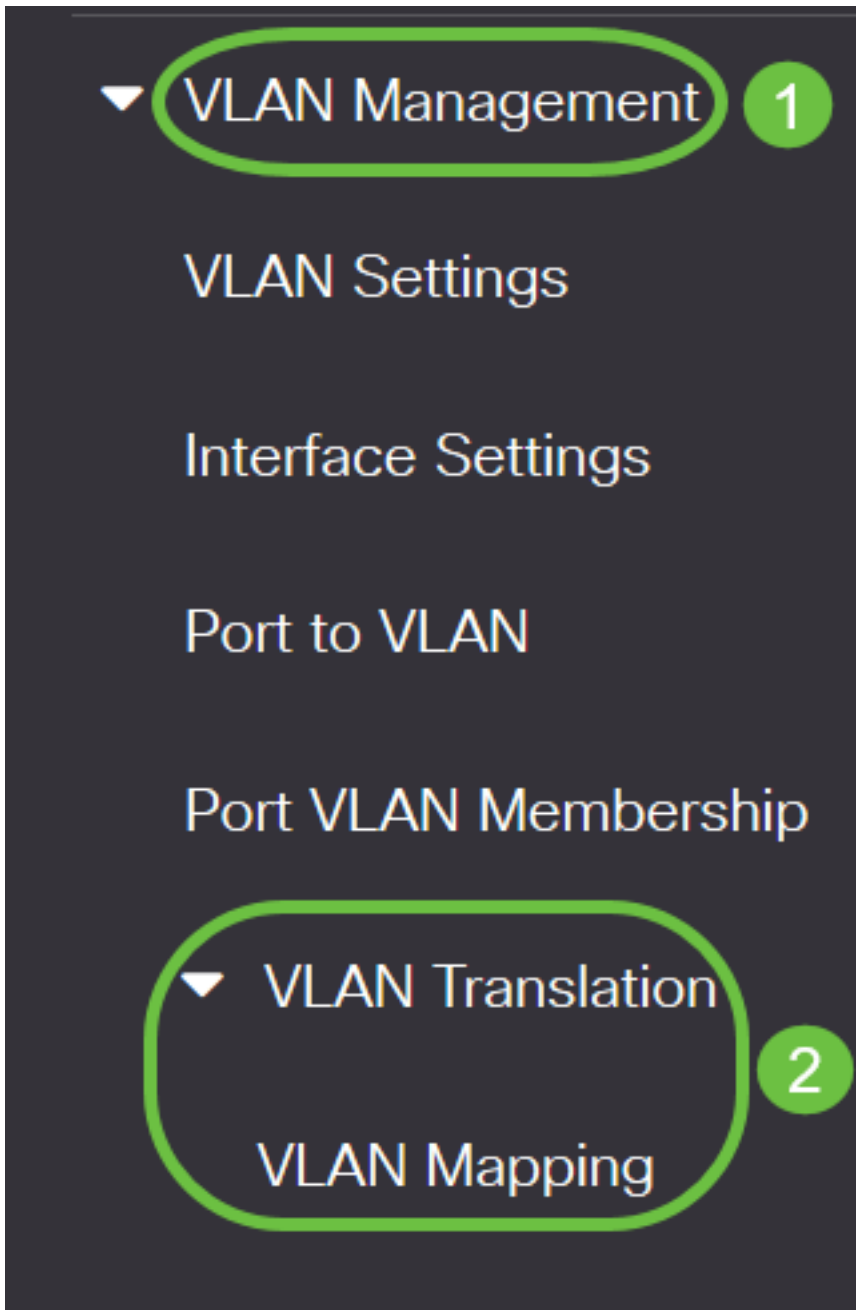 VLAN Management 1
VLAN Settings
Interface Settings
Port to VLAN
Port VLAN Membership
VLAN Translation
2
VLAN Mapping